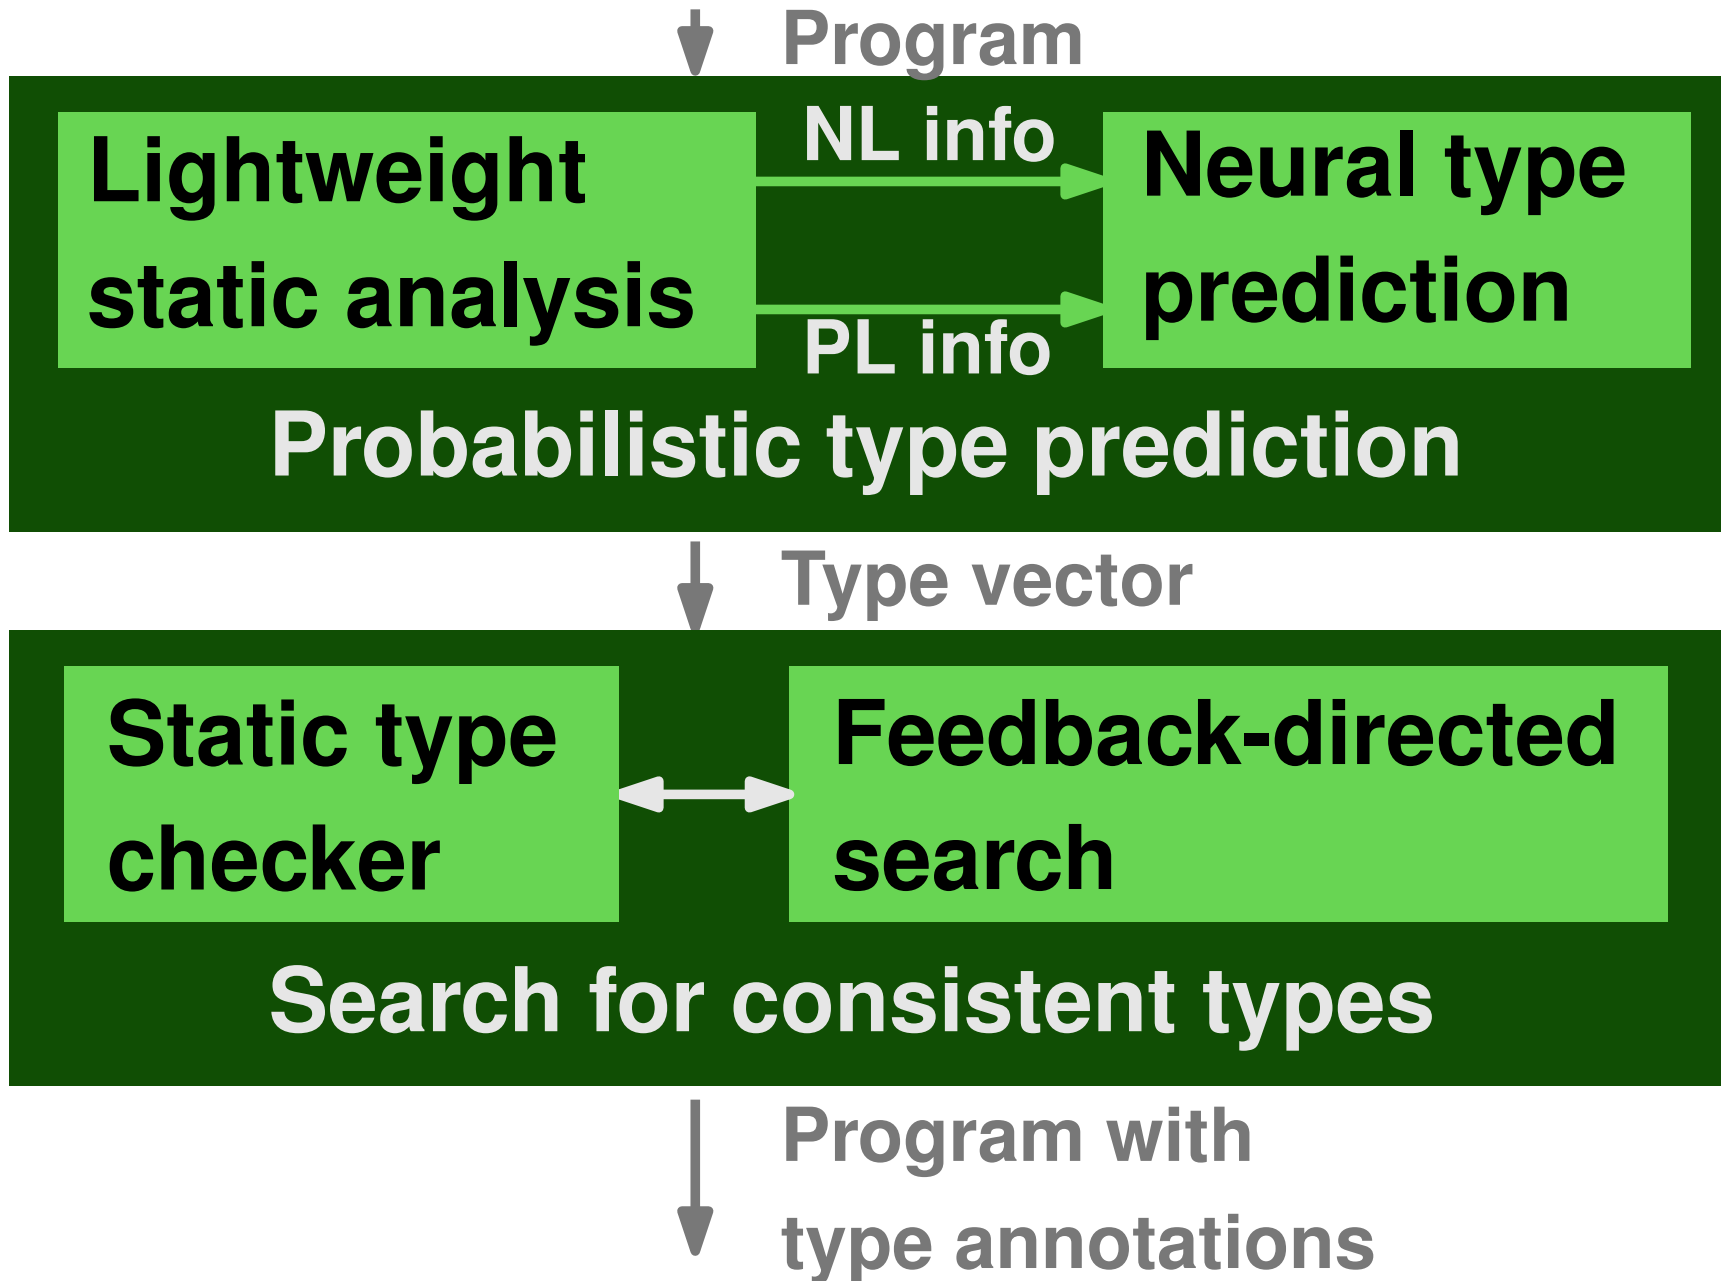 Program
NL info
Lightweight
static analysis
Neural type
prediction
PL info
Probabilistic type prediction
Type vector
Static type
checker
Feedback-directed
search
Search for consistent types
Program with
type annotations